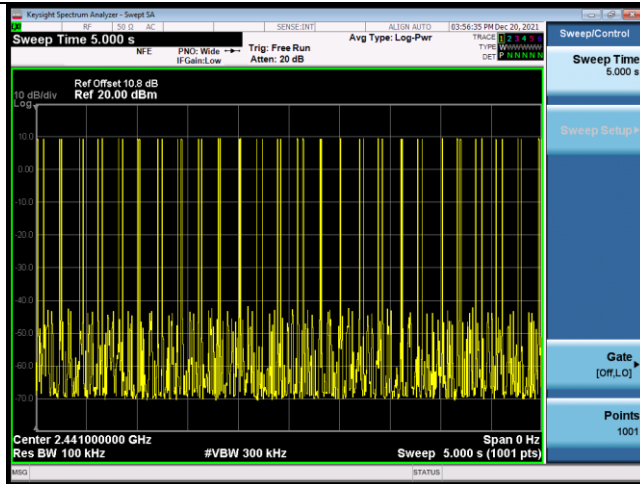 Keysight Spectrum Analyzer - Swept SA
RF 50 Ω AC SENSE:INT ALIGN AUTO 03:56:35 PM Dec 20, 2021
Sweep Time 5.000 s
NFE
PNO: Wide
IFGain:Low
Trig: Free Run
Atten: 20 dB
Avg Type: Log-Pwr
TRACE 1 2 3 4 5 6
TYPE WWWWWW
DET P NNNNN
Sweep/Control
Sweep Time
5.000 s
Sweep Setup
Gate
[Off,LO]
Points
1001
Ref Offset 10.8 dB
10 dB/div Ref 20.00 dBm
Log
10.0
0.00
-10.0
-20.0
-30.0
-40.0
-50.0
-60.0
-70.0
Center 2.441000000 GHz Span 0 Hz
Res BW 100 kHz #VBW 300 kHz Sweep 5.000 s (1001 pts)
MSG STATUS